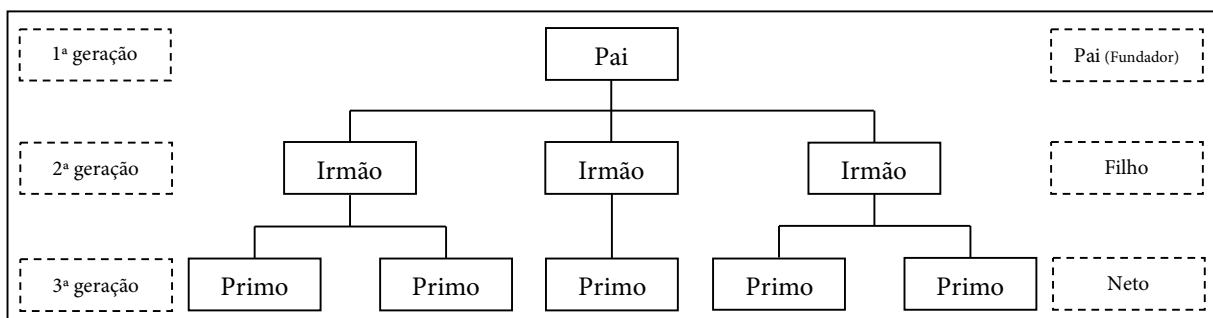 1ª geração
Pai
Pai (Fundador)
2ª geração
Irmão
Irmão
Irmão
Filho
3ª geração
Primo
Primo
Primo
Primo
Primo
Neto